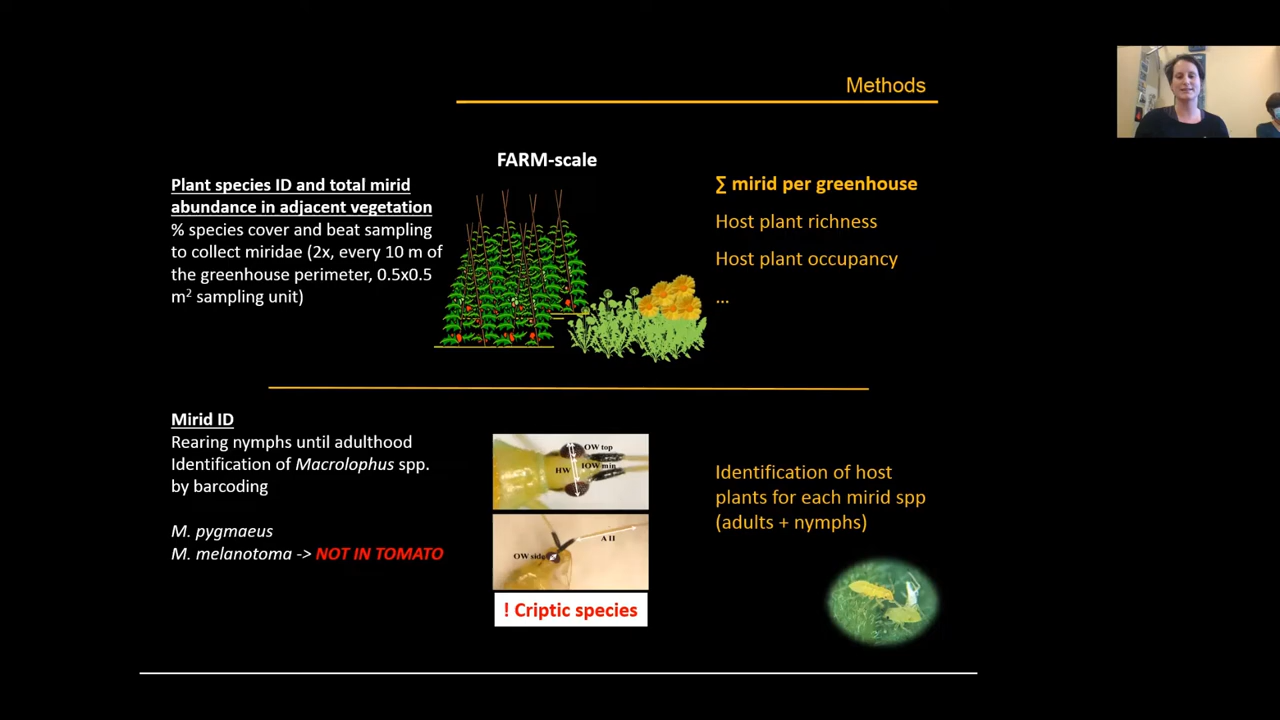 Methods
FARM-scale
Plant species ID and total mirid
abundance in adjacent vegetation
% species cover and beat sampling
to collect miridae (2x, every 10 m of
the greenhouse perimeter, 0.5x0.5
m² sampling unit)
∑ mirid per greenhouse
Host plant richness
Host plant occupancy
...
Mirid ID
Rearing nymphs until adulthood
Identification of Macrolophus spp.
by barcoding
M. pygmaeus
M. melanotoma -> NOT IN TOMATO
OW top
HW
IOW min
A II
OW side
! Criptic species
Identification of host
plants for each mirid spp
(adults + nymphs)